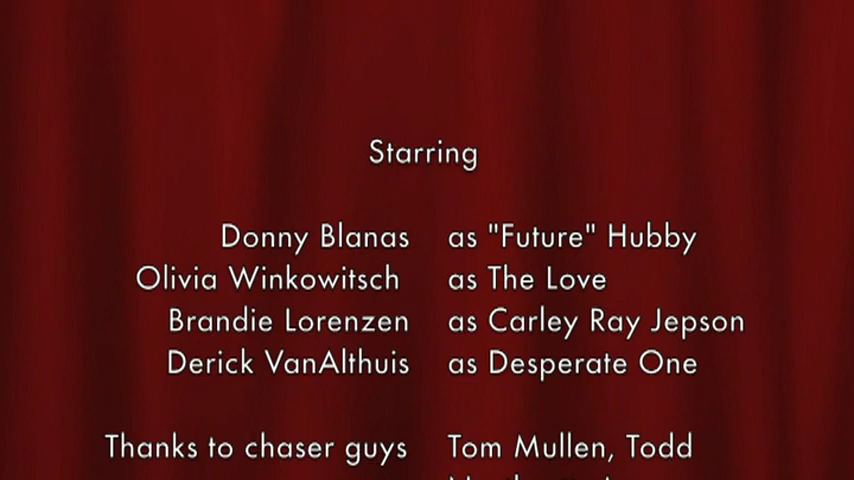 Starring
Donny Blanas as "Future" Hubby
Olivia Winkowitsch as The Love
Brandie Lorenzen as Carley Ray Jepson
Derick VanAlthuis as Desperate One
Thanks to chaser guys Tom Mullen, Todd